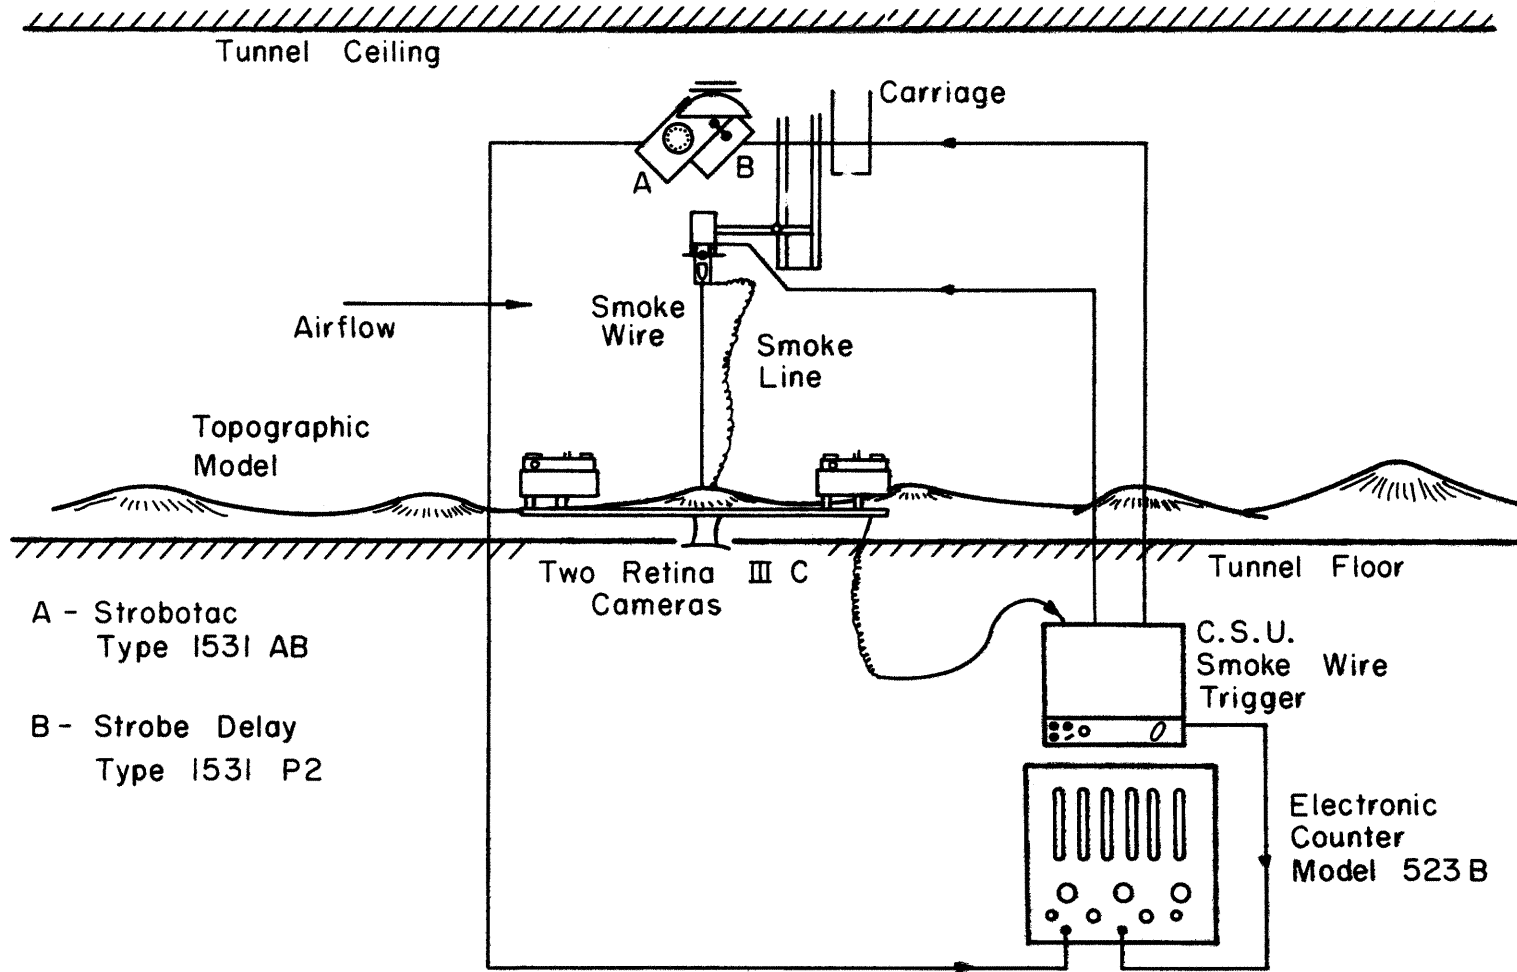 Tunnel Ceiling
Carriage
A
B
Smoke
Wire
Airflow
Smoke
Line
Topographic
Model
Two Retina III C
Cameras
Tunnel Floor
A - Strobotac
Type 1531 AB
B - Strobe Delay
Type 1531 P2
C.S.U.
Smoke Wire
Trigger
Electronic
Counter
Model 523 B